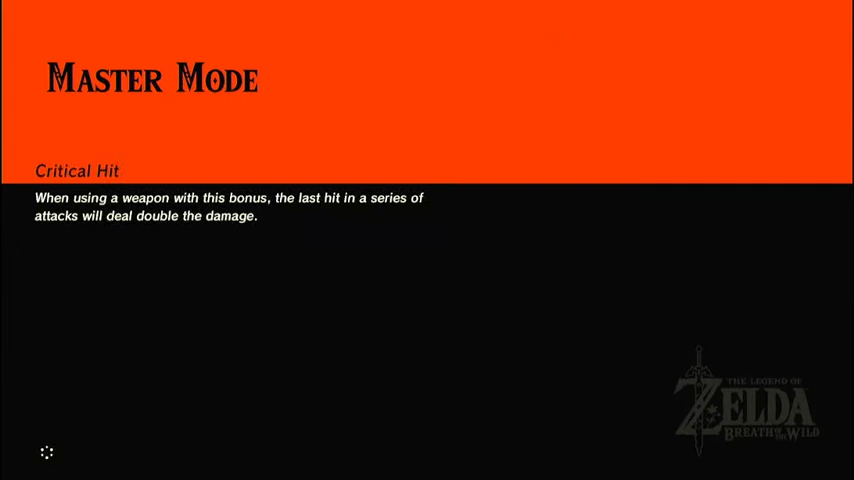 Master Mode
Critical Hit
When using a weapon with this bonus, the last hit in a series of
attacks will deal double the damage.
THE LEGEND OF
ZELDA
BREATH OF THE WILD